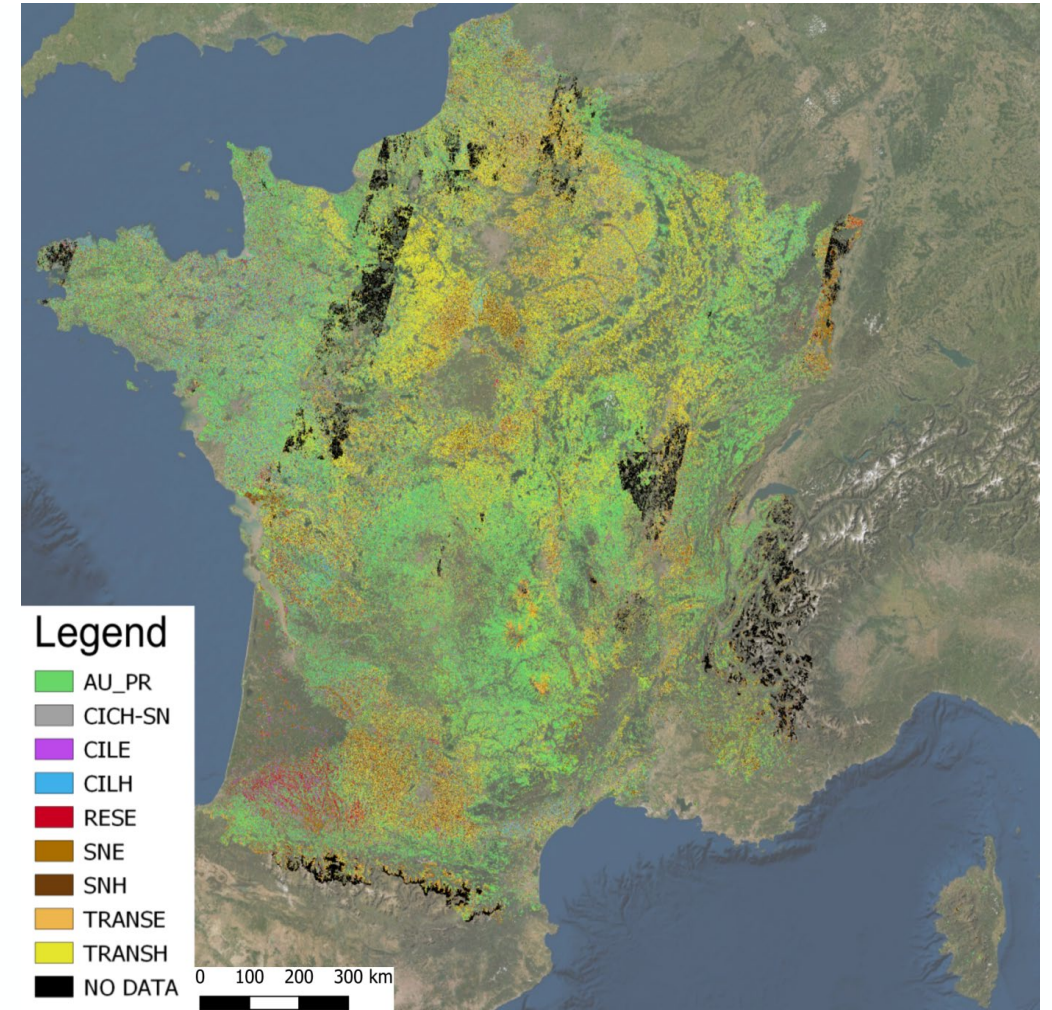 Legend
AU_PR
CICH-SN
CILE
CILH
RESE
SNE
SNH
TRANSE
TRANSH
NO DATA
0 100 200 300 km